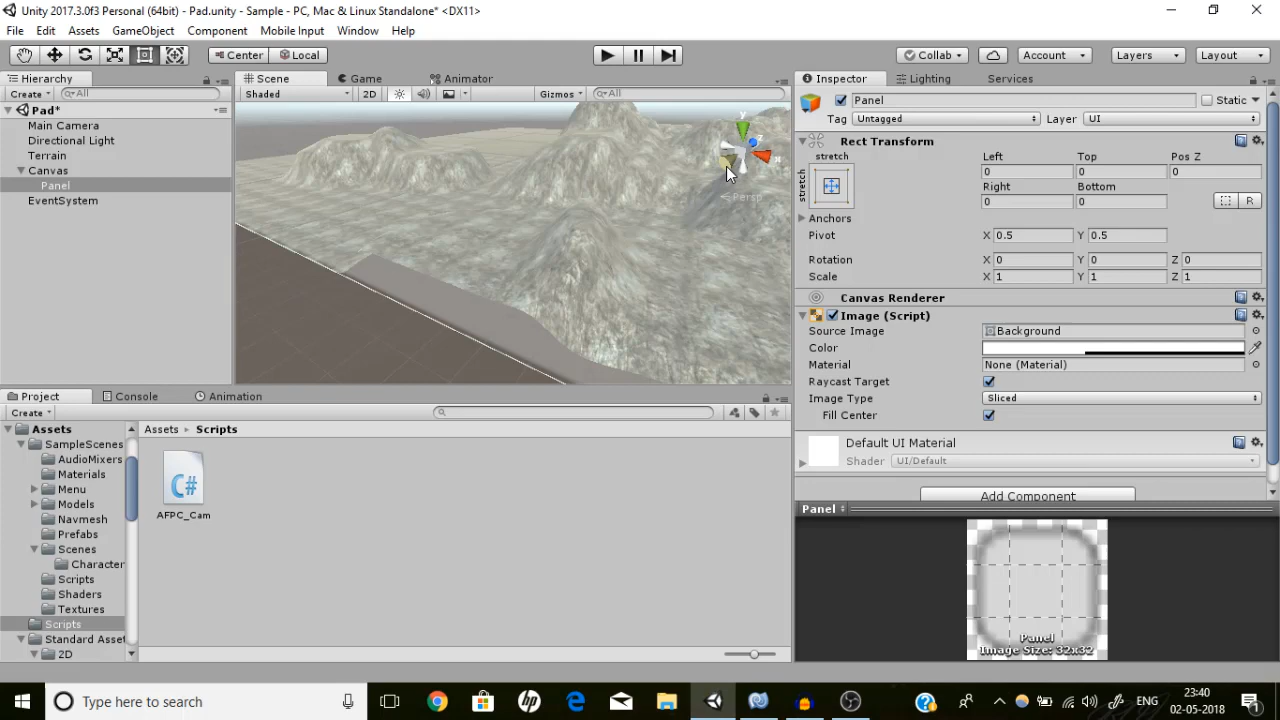 Unity 2017.3.0f3 Personal (64bit) - Pad.unity - Sample - PC, Mac & Linux Standalone* <DX11>
File Edit Assets GameObject Component Mobile Input Window Help
Center Local Collab Account Layers Layout
Hierarchy
Create All
Pad*
Main Camera
Directional Light
Terrain
Canvas
Panel
EventSystem
Scene Game Animator
Shaded 2D Gizmos All
y
z
x
Persp
Inspector Lighting Services
Panel Static
Tag Untagged Layer UI
Rect Transform
stretch
stretch
Left Top Pos Z
0 0 0
Right Bottom
0 0 R
Anchors
Pivot X 0.5 Y 0.5
Rotation X 0 Y 0 Z 0
Scale X 1 Y 1 Z 1
Canvas Renderer
Image (Script)
Source Image Background
Color
Material None (Material)
Raycast Target
Image Type Sliced
Fill Center
Default UI Material
Shader UI/Default
Add Component
Panel
Panel
Image Size: 32x32
Project Console Animation
Create
Assets
SampleScenes
AudioMixers
Materials
Menu
Models
Navmesh
Prefabs
Scenes
Character
Scripts
Shaders
Textures
Scripts
Standard Asset
2D
Assets Scripts
C#
AFPC_Cam
Type here to search
hp
ENG
23:40
02-05-2018
1